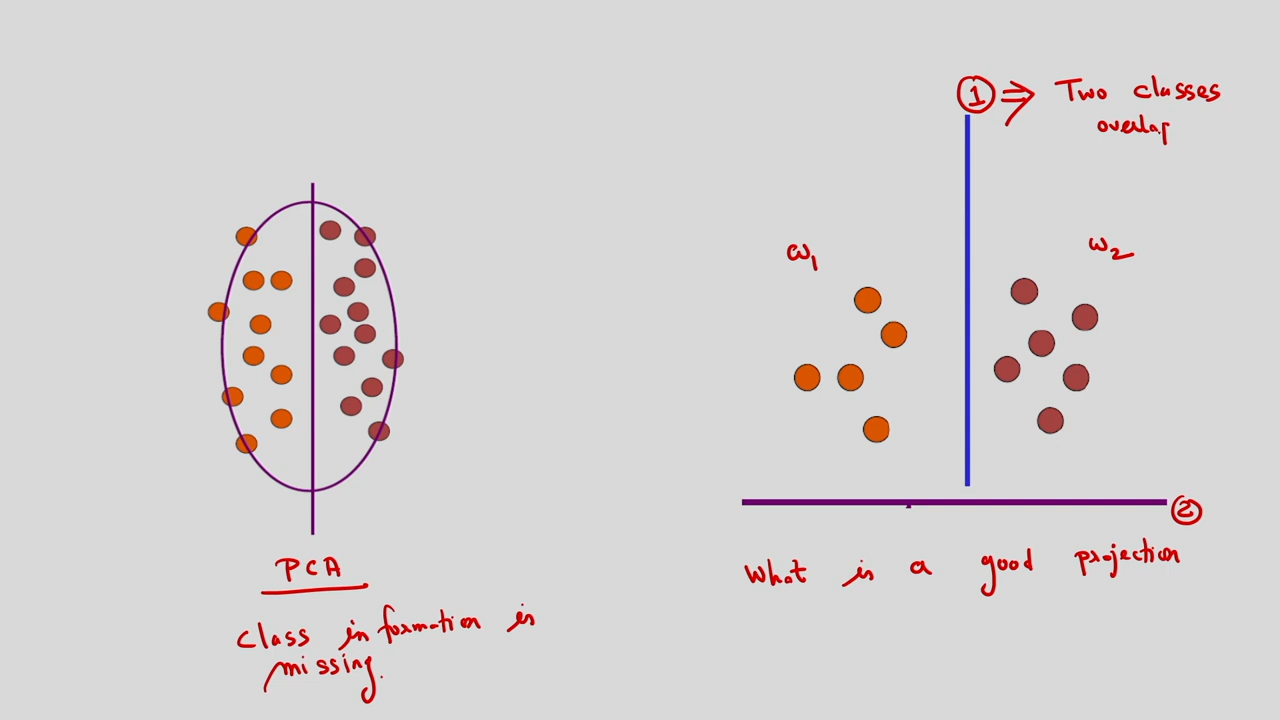 ① ⇒ Two classes
overlap
ω1
ω2
②
What is a good projection
PCA
Class information is
missing.